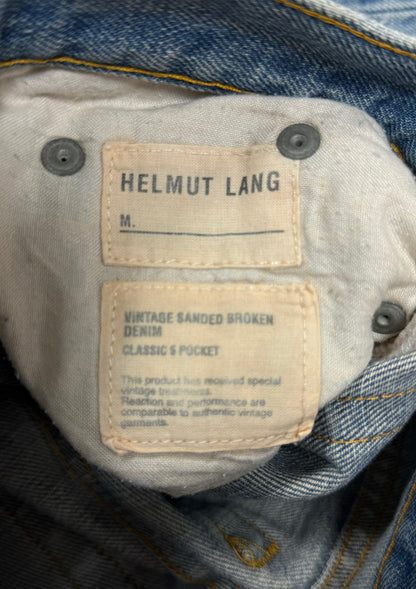 HELMUT LANG
M.
VINTAGE SANDED BROKEN
DENIM
CLASSIC 5 POCKET
This product has received special
vintage treatments.
Reaction and performance are
comparable to authentic vintage
garments.